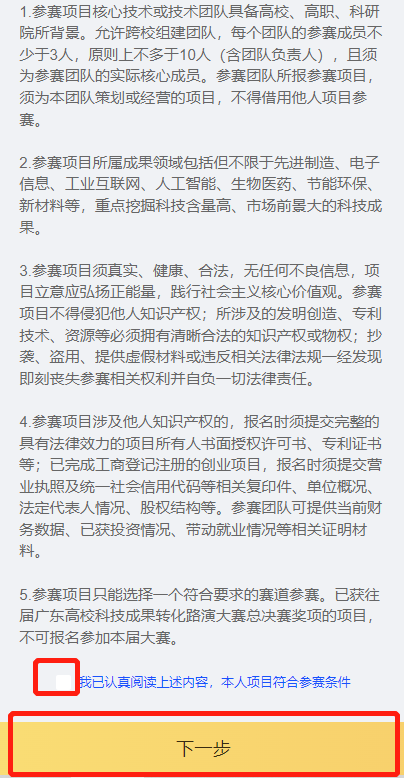 1.参赛项目核心技术或技术团队具备高校、高职、科研
院所背景。允许跨校组建团队，每个团队的参赛成员不
少于3人，原则上不多于10人（含团队负责人），且须
为参赛团队的实际核心成员。参赛团队所报参赛项目，
须为本团队策划或经营的项目，不得借用他人项目参
赛。
2.参赛项目所属成果领域包括但不限于先进制造、电子
信息、工业互联网、人工智能、生物医药、节能环保、
新材料等，重点挖掘科技含量高、市场前景大的科技成
果。
3.参赛项目须真实、健康、合法，无任何不良信息，项
目立意应弘扬正能量，践行社会主义核心价值观。参赛
项目不得侵犯他人知识产权；所涉及的发明创造、专利
技术、资源等必须拥有清晰合法的知识产权或物权；抄
袭、盗用、提供虚假材料或违反相关法律法规一经发现
即刻丧失参赛相关权利并自负一切法律责任。
4.参赛项目涉及他人知识产权的，报名时须提交完整的
具有法律效力的项目所有人书面授权许可书、专利证书
等；已完成工商登记注册的创业项目，报名时须提交营
业执照及统一社会信用代码等相关复印件、单位概况、
法定代表人情况、股权结构等。参赛团队可提供当前财
务数据、已获投资情况、带动就业情况等相关证明材
料。
5.参赛项目只能选择一个符合要求的赛道参赛。已获往
届广东高校科技成果转化路演大赛总决赛奖项的项目，
不可报名参加本届大赛。
我已认真阅读上述内容，本人项目符合参赛条件
下一步